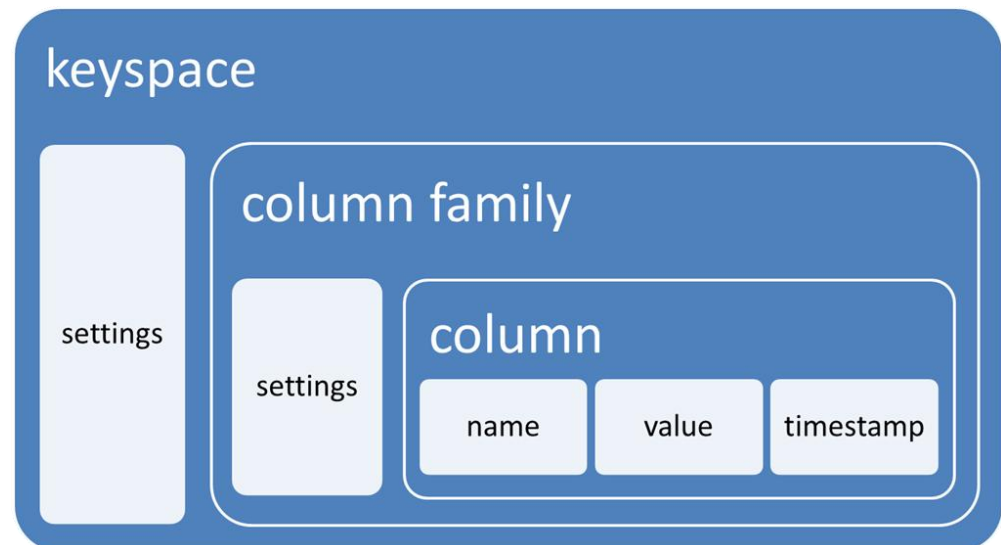 keyspace
column family
settings
settings
column
name value timestamp